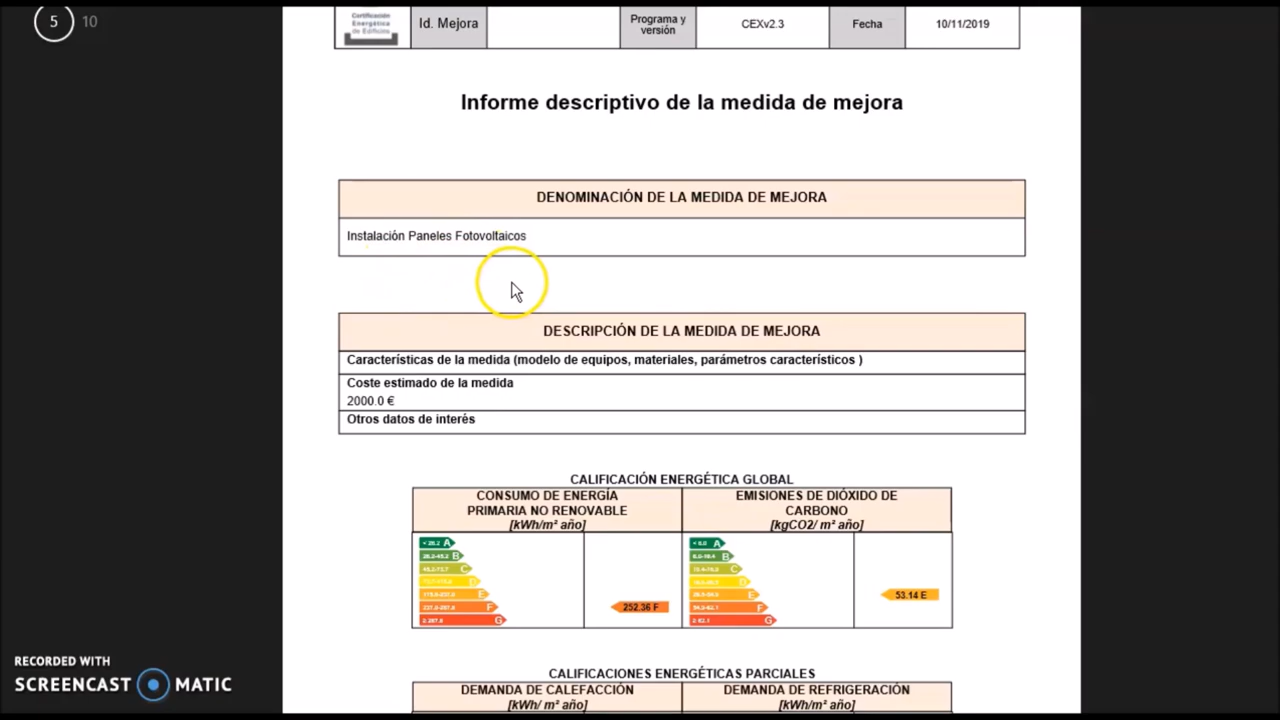 5 10
Certificación
Energética
de Edificios
Id. Mejora
Programa y
versión
CEXv2.3
Fecha
10/11/2019
Informe descriptivo de la medida de mejora
DENOMINACIÓN DE LA MEDIDA DE MEJORA
Instalación Paneles Fotovoltaicos
DESCRIPCIÓN DE LA MEDIDA DE MEJORA
Características de la medida (modelo de equipos, materiales, parámetros característicos )
Coste estimado de la medida
2000.0 €
Otros datos de interés
CALIFICACIÓN ENERGÉTICA GLOBAL
CONSUMO DE ENERGÍA
PRIMARIA NO RENOVABLE
[kWh/m² año]
EMISIONES DE DIÓXIDO DE
CARBONO
[kgCO2/ m² año]
A
B
C
D
E
F
G
252.36 F
A
B
C
D
E
F
G
53.14 E
CALIFICACIONES ENERGÉTICAS PARCIALES
DEMANDA DE CALEFACCIÓN
[kWh/ m² año]
DEMANDA DE REFRIGERACIÓN
[kWh/m² año]
RECORDED WITH
SCREENCAST MATIC